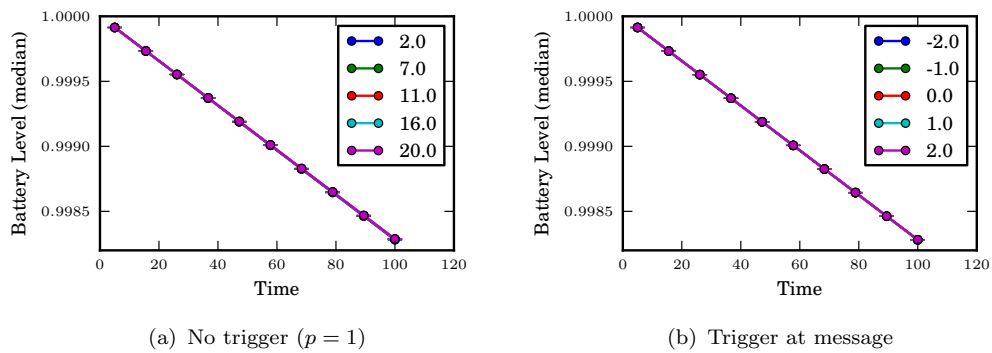 1.0000
0.9995
0.9990
0.9985
Battery Level (median)
0 20 40 60 80 100 120
Time
2.0
7.0
11.0
16.0
20.0
(a) No trigger (p = 1)
1.0000
0.9995
0.9990
0.9985
Battery Level (median)
0 20 40 60 80 100 120
Time
-2.0
-1.0
0.0
1.0
2.0
(b) Trigger at message